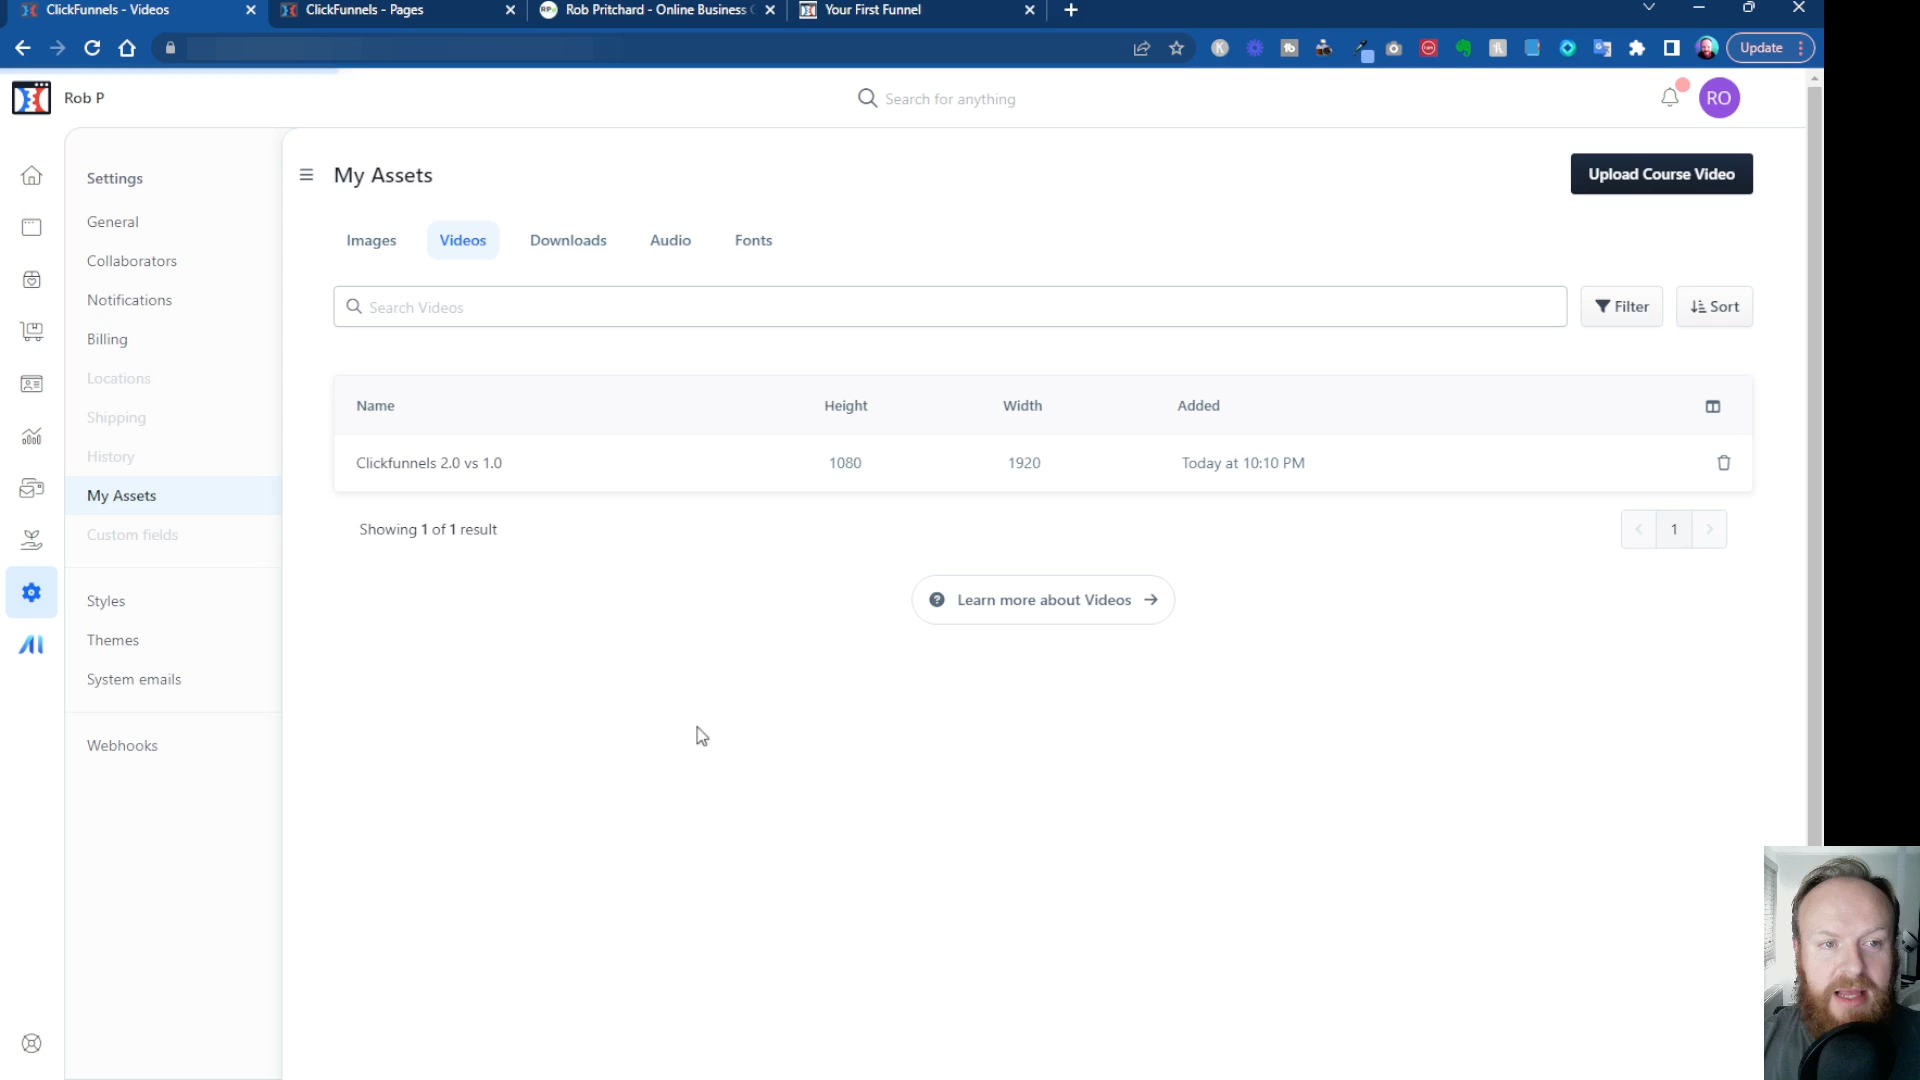 ClickFunnels - Videos
ClickFunnels - Pages
Rob Pritchard - Online Business
Your First Funnel
Update
Rob P
Search for anything
RO
Settings
General
Collaborators
Notifications
Billing
Locations
Shipping
History
My Assets
Custom fields
Styles
Themes
System emails
Webhooks
AI
My Assets
Upload Course Video
Images
Videos
Downloads
Audio
Fonts
Search Videos
Filter
Sort
Name Height Width Added
Clickfunnels 2.0 vs 1.0 1080 1920 Today at 10:10 PM
Showing 1 of 1 result
1
Learn more about Videos